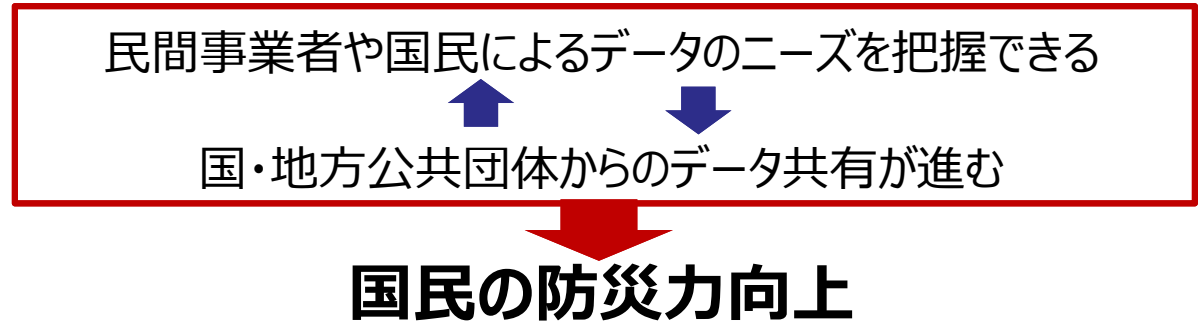 民間事業者や国民によるデータのニーズを把握できる
国・地方公共団体からのデータ共有が進む
国民の防災力向上